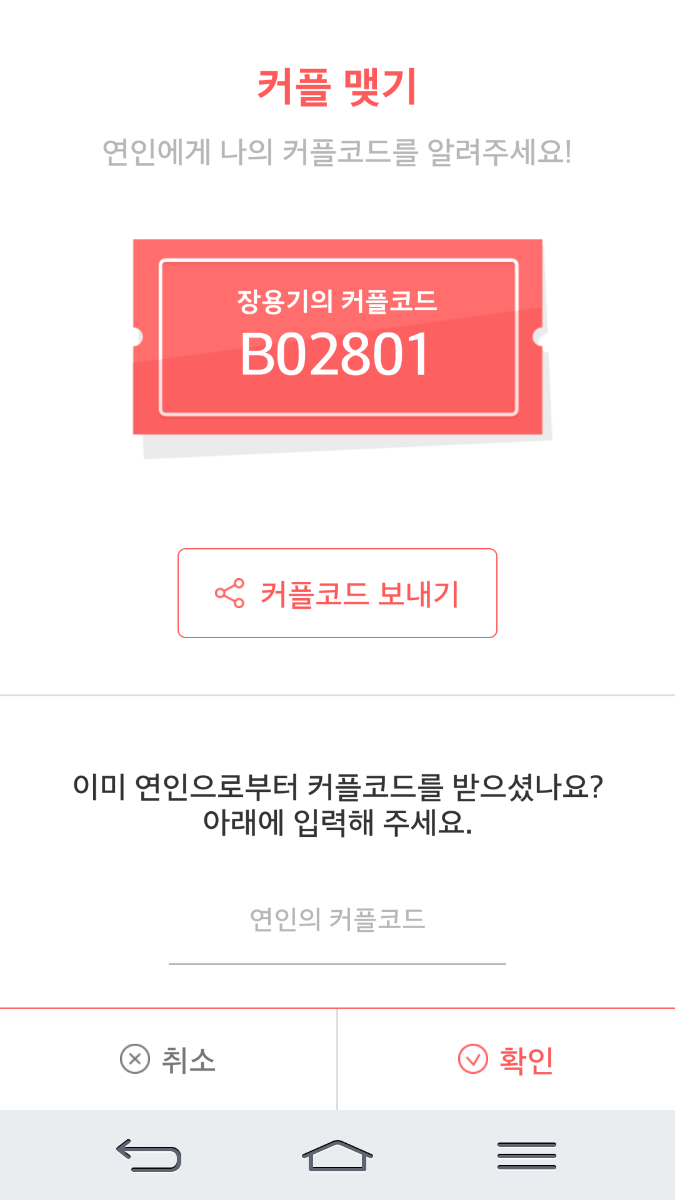 커플 맺기
연인에게 나의 커플코드를 알려주세요!
장용기의 커플코드
B02801
커플코드 보내기
이미 연인으로부터 커플코드를 받으셨나요?
아래에 입력해 주세요.
연인의 커플코드
취소
확인